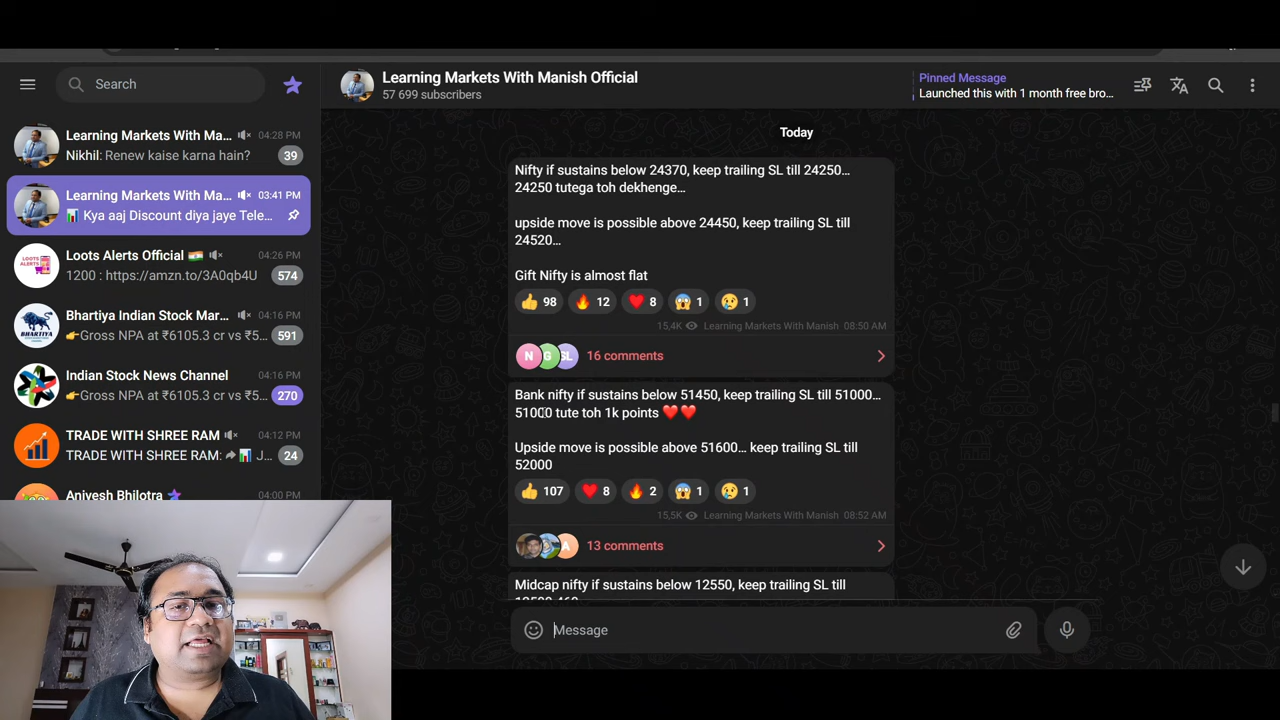 Search
Learning Markets With Ma... 04:28 PM
Nikhil: Renew kaise karna hain? 39
Learning Markets With Ma... 03:41 PM
Kya aaj Discount diya jaye Tele...
Loots Alerts Official 04:26 PM
1200 : https://amzn.to/3A0qb4U 574
Bhartiya Indian Stock Mar... 04:16 PM
Gross NPA at ₹6105.3 cr vs ₹5... 591
Indian Stock News Channel 04:16 PM
Gross NPA at ₹6105.3 cr vs ₹5... 270
TRADE WITH SHREE RAM 04:12 PM
TRADE WITH SHREE RAM: J... 24
Anivesh Bhilotra 04:00 PM
BHARTIYA
Learning Markets With Manish Official
57 699 subscribers
Pinned Message
Launched this with 1 month free bro...
Today
Nifty if sustains below 24370, keep trailing SL till 24250...
24250 tutega toh dekhenge...
upside move is possible above 24450, keep trailing SL till
24520...
Gift Nifty is almost flat
👍 98 🔥 12 ❤️ 8 😱 1 😢 1
15,4K Learning Markets With Manish 08:50 AM
N G SL 16 comments
Bank nifty if sustains below 51450, keep trailing SL till 51000...
51000 tute toh 1k points ❤️❤️
Upside move is possible above 51600... keep trailing SL till
52000
👍 107 ❤️ 8 🔥 2 😱 1 😢 1
15,5K Learning Markets With Manish 08:52 AM
A 13 comments
Midcap nifty if sustains below 12550, keep trailing SL till
Message